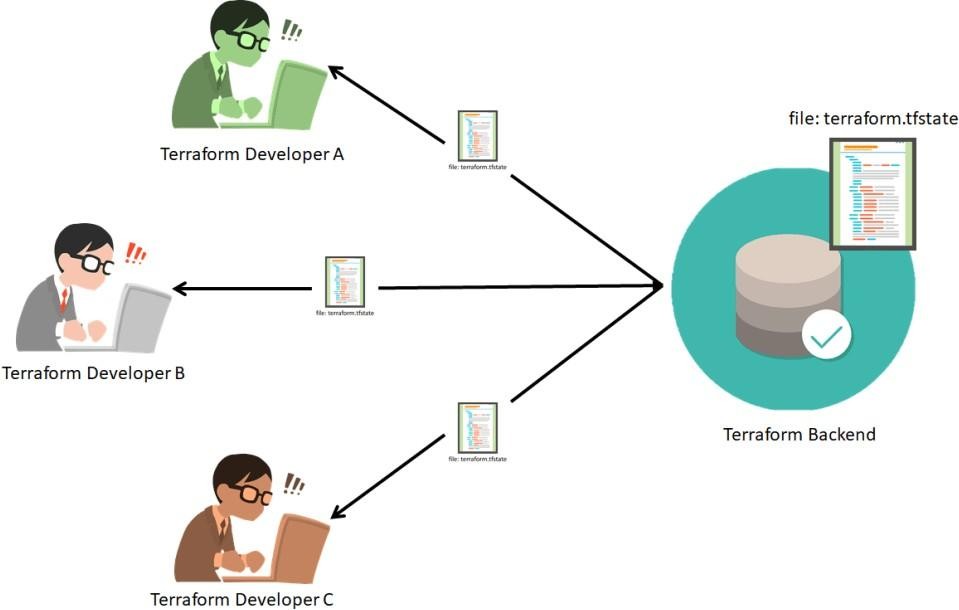 file: terraform.tfstate
Terraform Developer A
file: terraform.tfstate
Terraform Developer B
file: terraform.tfstate
Terraform Backend
file: terraform.tfstate
Terraform Developer C